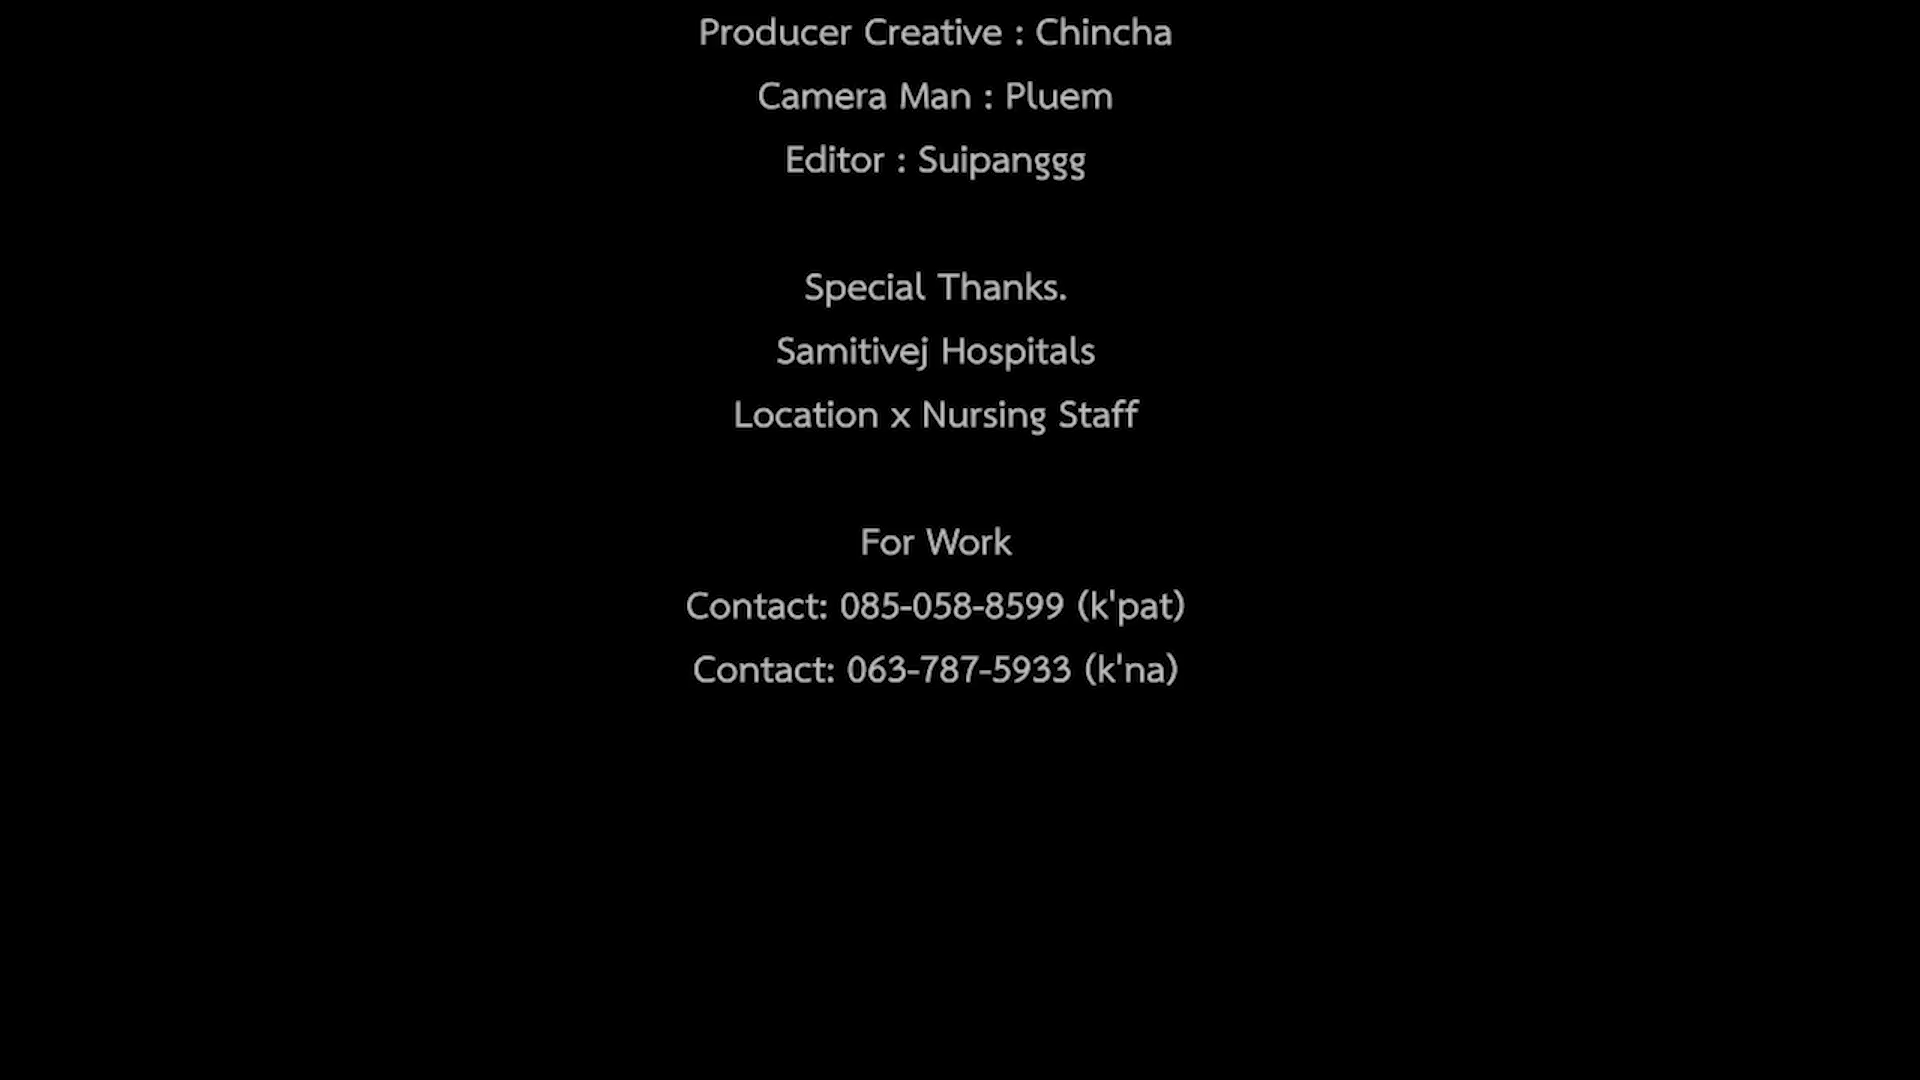 Producer Creative : Chincha
Camera Man : Pluem
Editor : Suipanggg
Special Thanks.
Samitivej Hospitals
Location x Nursing Staff
For Work
Contact: 085-058-8599 (k'pat)
Contact: 063-787-5933 (k'na)